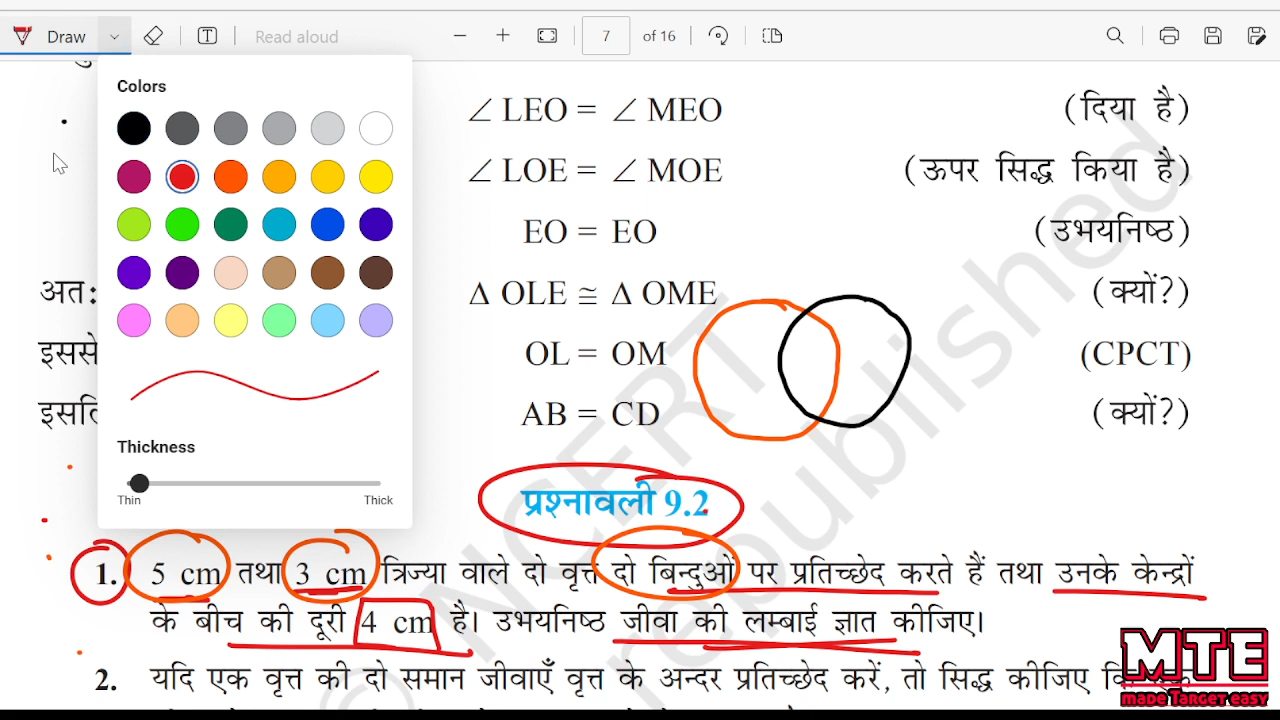 Draw
Read aloud
7 of 16
Colors
Thickness
Thin Thick
∠ LEO = ∠ MEO (दिया है)
∠ LOE = ∠ MOE (ऊपर सिद्ध किया है)
EO = EO (उभयनिष्ठ)
अतः Δ OLE ≅ Δ OME (क्यों?)
इससे OL = OM (CPCT)
AB = CD (क्यों?)
© NCERT
republished
प्रश्नावली 9.2
1. 5 cm तथा 3 cm त्रिज्या वाले दो वृत्त दो बिन्दुओं पर प्रतिच्छेद करते हैं तथा उनके केन्द्रों
के बीच की दूरी 4 cm है। उभयनिष्ठ जीवा की लम्बाई ज्ञात कीजिए।
2. यदि एक वृत्त की दो समान जीवाएँ वृत्त के अन्दर प्रतिच्छेद करें, तो सिद्ध कीजिए
MTE
maDe TarGeT easy